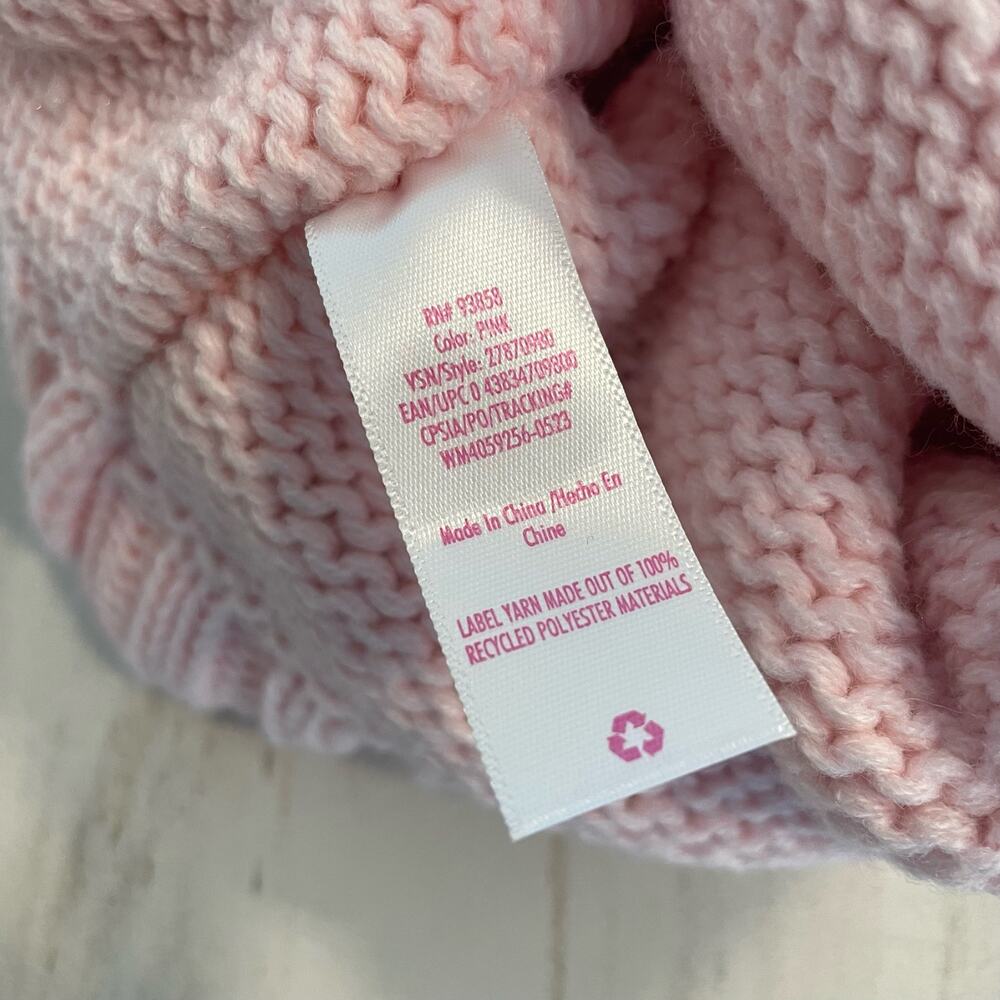 RN# 93858
Color: PINK
VSN/Style: 27870980
EAN/UPC 0 43834709800
CPSIA/PO/TRACKING#
WM4059256-0523
Made In China /Hecho En
Chine
LABEL YARN MADE OUT OF 100%
RECYCLED POLYESTER MATERIALS